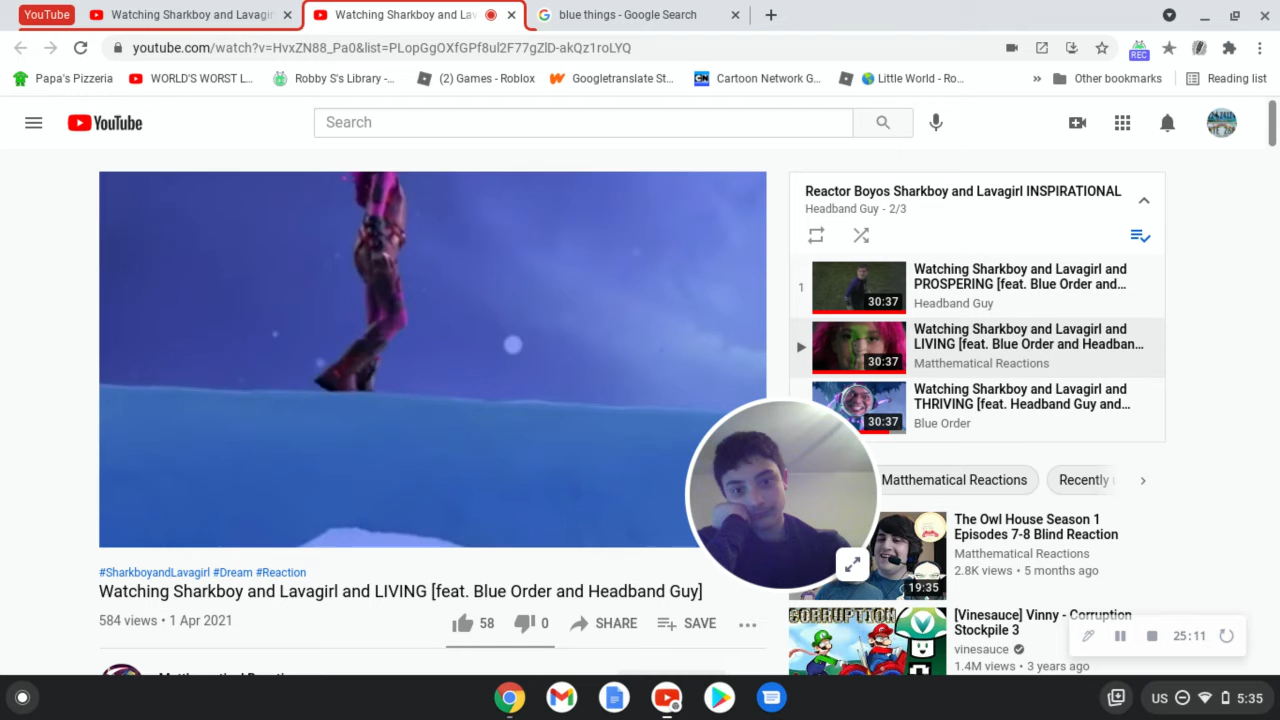 YouTube
Watching Sharkboy and Lavagir
Watching Sharkboy and Lav
blue things - Google Search
youtube.com/watch?v=HvxZN88_Pa0&list=PLopGgOXfGPf8ul2F77gZlD-akQz1roLYQ
REC
Papa's Pizzeria
WORLD'S WORST L...
Robby S's Library -...
(2) Games - Roblox
Googletranslate St...
CN
Cartoon Network G...
Little World - Ro...
»
Other bookmarks
Reading list
YouTube
Search
Reactor Boyos Sharkboy and Lavagirl INSPIRATIONAL
Headband Guy - 2/3
1
30:37
Watching Sharkboy and Lavagirl and
PROSPERING [feat. Blue Order and...
Headband Guy
30:37
Watching Sharkboy and Lavagirl and
LIVING [feat. Blue Order and Headban...
Matthematical Reactions
30:37
Watching Sharkboy and Lavagirl and
THRIVING [feat. Headband Guy and...
Blue Order
Matthematical Reactions
Recently
The Owl House Season 1
Episodes 7-8 Blind Reaction
Matthematical Reactions
2.8K views • 5 months ago
19:35
#SharkboyandLavagirl #Dream #Reaction
Watching Sharkboy and Lavagirl and LIVING [feat. Blue Order and Headband Guy]
584 views • 1 Apr 2021
58
0
SHARE
SAVE
CORRUPTION
[Vinesauce] Vinny - Corruption
Stockpile 3
vinesauce
1.4M views • 3 years ago
25:11
US
5:35